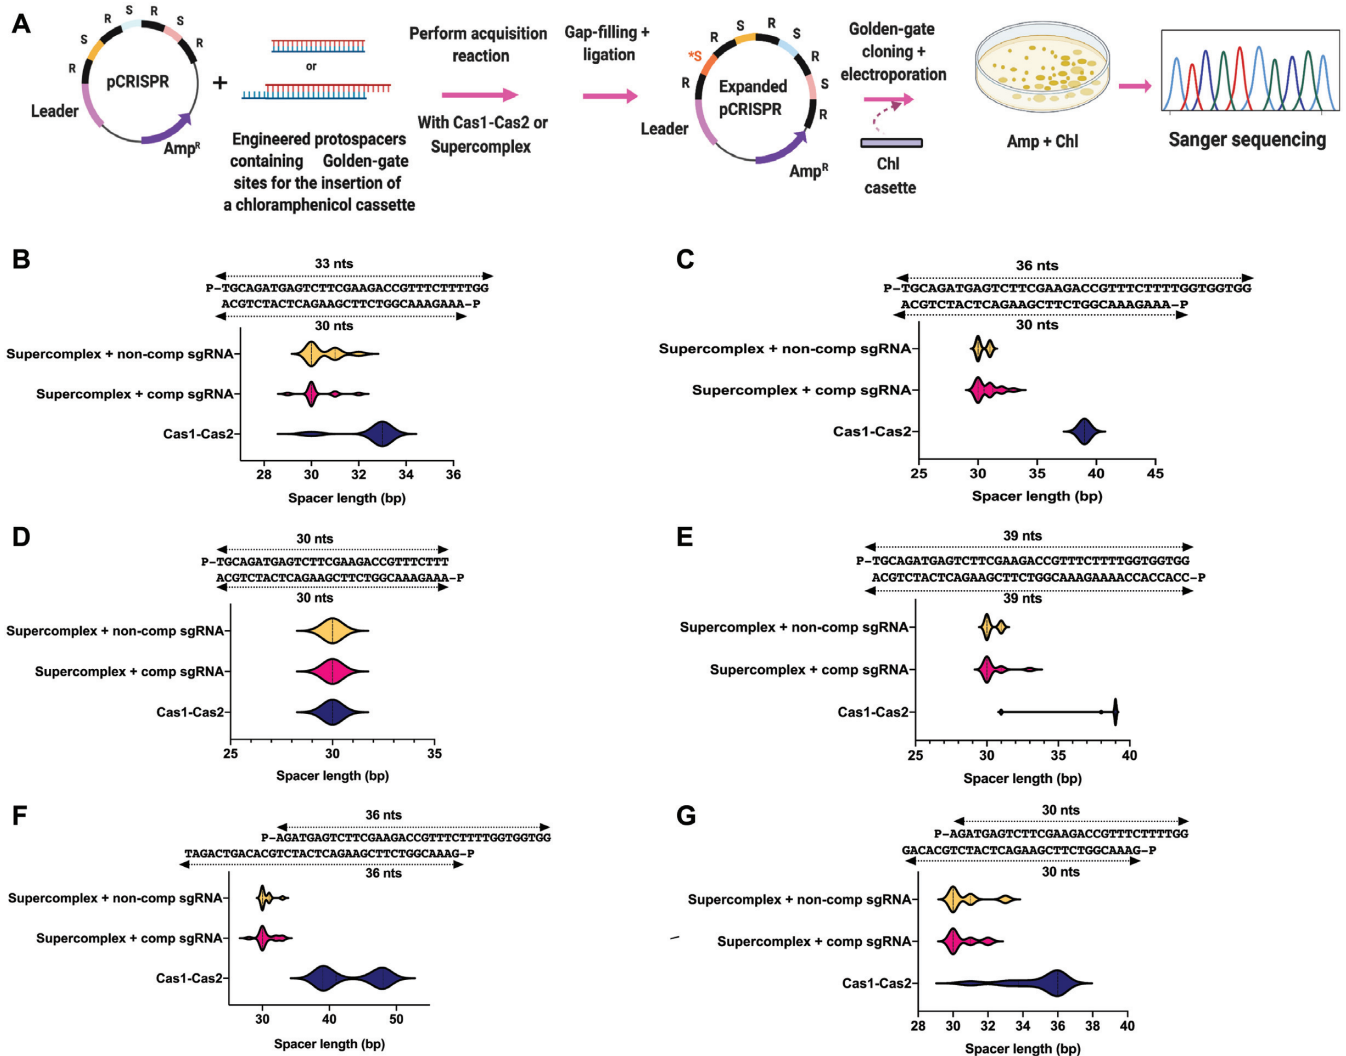 A
R
S
R
S
R
S
R
pCRISPR
Leader
AmpR
+
or
Engineered protospacers
containing Golden-gate
sites for the insertion of
a chloramphenicol cassette
Perform acquisition
reaction
With Cas1-Cas2 or
Supercomplex
Gap-filling +
ligation
R
S
R
S
*S
R
R
S
R
Expanded
pCRISPR
Leader
AmpR
Golden-gate
cloning +
electroporation
Chl
casette
Amp + Chl
Sanger sequencing
B
33 nts
P-TGCAGATGAGTCTTCGAAGACCGTTTCTTTTGG
ACGTCTACTCAGAAGCTTCTGGCAAAGAAA-P
30 nts
Supercomplex + non-comp sgRNA
Supercomplex + comp sgRNA
Cas1-Cas2
28 30 32 34 36
Spacer length (bp)
C
36 nts
P-TGCAGATGAGTCTTCGAAGACCGTTTCTTTTGGTGGTGG
ACGTCTACTCAGAAGCTTCTGGCAAAGAAA-P
30 nts
Supercomplex + non-comp sgRNA
Supercomplex + comp sgRNA
Cas1-Cas2
25 30 35 40 45
Spacer length (bp)
D
30 nts
P-TGCAGATGAGTCTTCGAAGACCGTTTCTTT
ACGTCTACTCAGAAGCTTCTGGCAAAGAAA-P
30 nts
Supercomplex + non-comp sgRNA
Supercomplex + comp sgRNA
Cas1-Cas2
25 30 35
Spacer length (bp)
E
39 nts
P-TGCAGATGAGTCTTCGAAGACCGTTTCTTTTGGTGGTGG
ACGTCTACTCAGAAGCTTCTGGCAAAGAAAACCACCACC-P
39 nts
Supercomplex + non-comp sgRNA
Supercomplex + comp sgRNA
Cas1-Cas2
25 30 35 40
Spacer length (bp)
F
36 nts
P-AGATGAGTCTTCGAAGACCGTTTCTTTTGGTGGTGG
TAGACTGACACGTCTACTCAGAAGCTTCTGGCAAAG-P
36 nts
Supercomplex + non-comp sgRNA
Supercomplex + comp sgRNA
Cas1-Cas2
30 40 50
Spacer length (bp)
G
30 nts
P-AGATGAGTCTTCGAAGACCGTTTCTTTTGG
GACACGTCTACTCAGAAGCTTCTGGCAAAG-P
30 nts
Supercomplex + non-comp sgRNA
Supercomplex + comp sgRNA
Cas1-Cas2
28 30 32 34 36 38 40
Spacer length (bp)